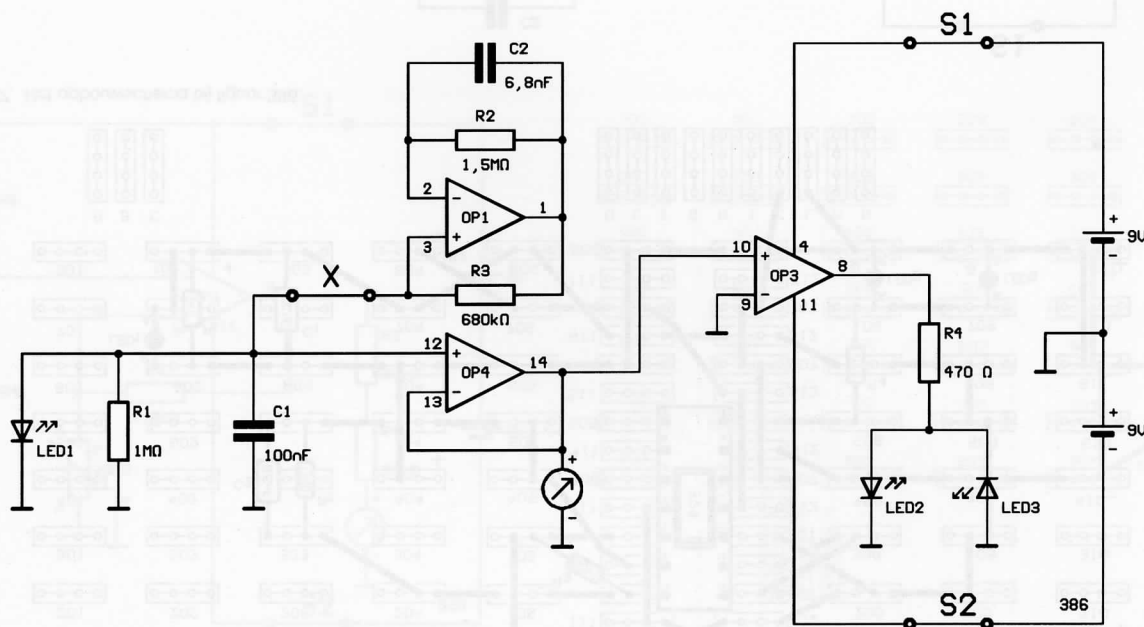 S1
C2
6,8nF
R2
1,5MΩ
2
-
OP1
1
3
+
X
R3
680kΩ
12
+
OP4
14
13
-
10
+
4
OP3
8
9
-
11
+
9V
-
R4
470 Ω
R1
1MΩ
C1
100nF
LED1
+
-
+
9V
-
LED2
LED3
S2
386